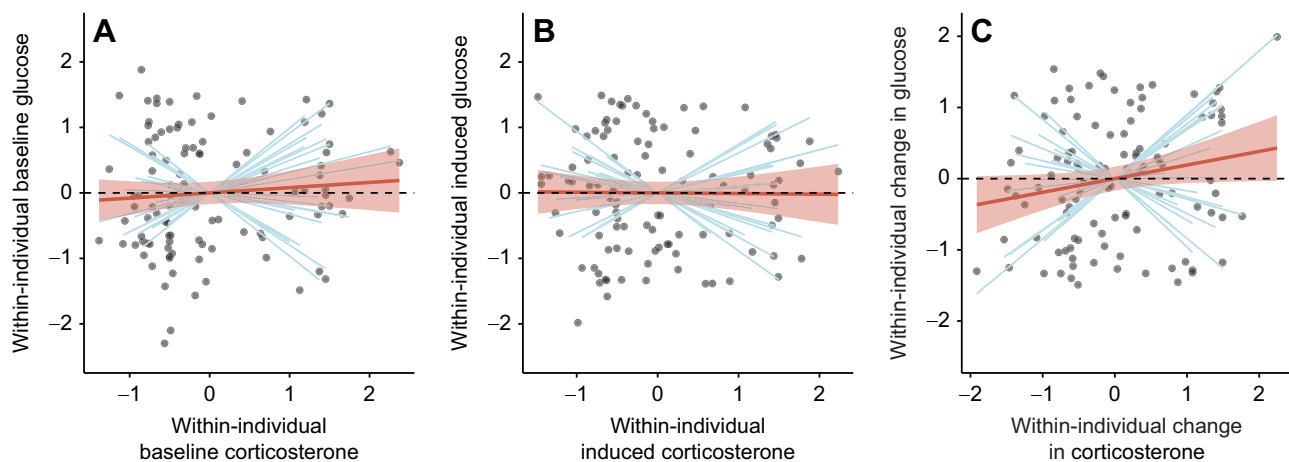 A
Within-individual baseline glucose
2
1
0
−1
−2
−1
0
1
2
Within-individual
baseline corticosterone
B
Within-individual induced glucose
2
1
0
−1
−2
−1
0
1
2
Within-individual
induced corticosterone
C
Within-individual change in glucose
2
1
0
−1
−2
−2
−1
0
1
2
Within-individual change
in corticosterone